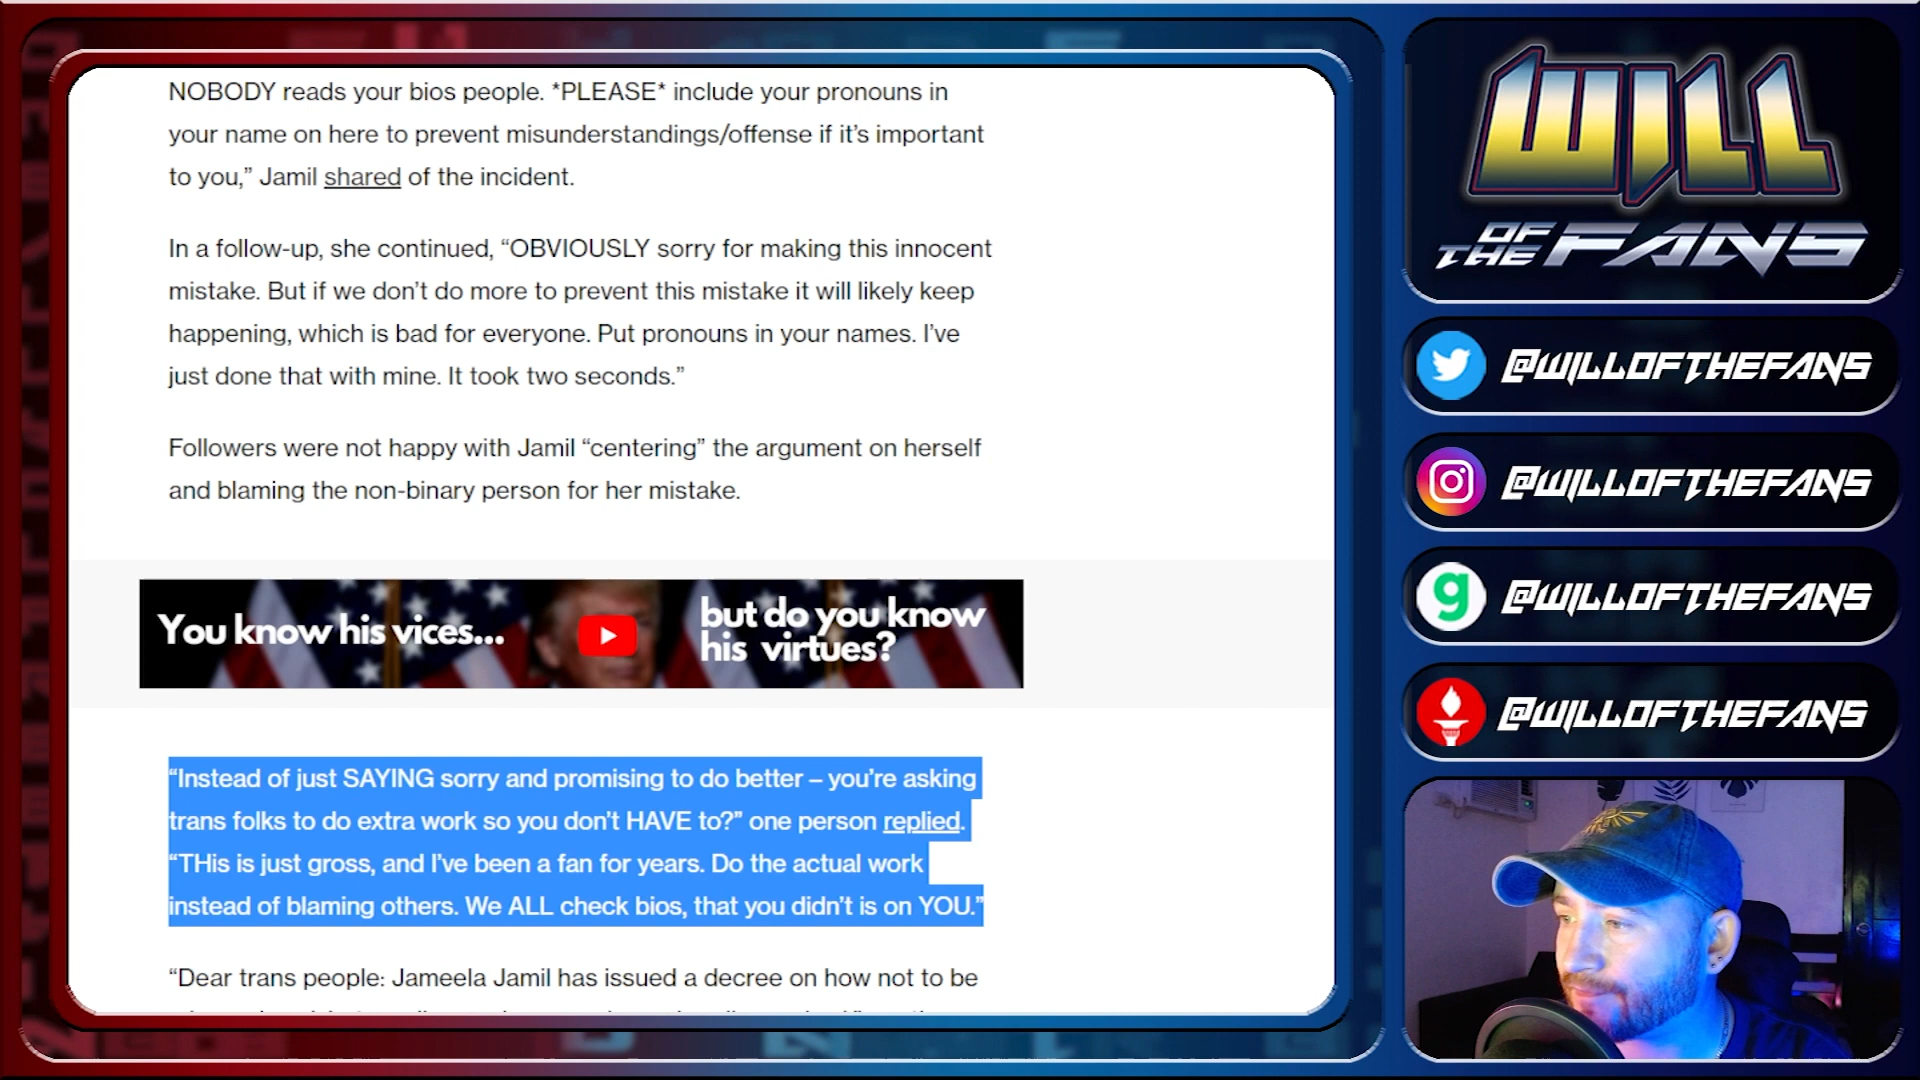 NOBODY reads your bios people. *PLEASE* include your pronouns in
your name on here to prevent misunderstandings/offense if it’s important
to you,” Jamil shared of the incident.
In a follow-up, she continued, “OBVIOUSLY sorry for making this innocent
mistake. But if we don’t do more to prevent this mistake it will likely keep
happening, which is bad for everyone. Put pronouns in your names. I’ve
just done that with mine. It took two seconds.”
Followers were not happy with Jamil “centering” the argument on herself
and blaming the non-binary person for her mistake.
You know his vices...
but do you know
his virtues?
“Instead of just SAYING sorry and promising to do better – you’re asking
trans folks to do extra work so you don’t HAVE to?” one person replied.
“THis is just gross, and I’ve been a fan for years. Do the actual work
instead of blaming others. We ALL check bios, that you didn’t is on YOU.”
“Dear trans people: Jameela Jamil has issued a decree on how not to be
WILL
OF THE FANS
@WILLOFTHEFANS
@WILLOFTHEFANS
g @WILLOFTHEFANS
@WILLOFTHEFANS